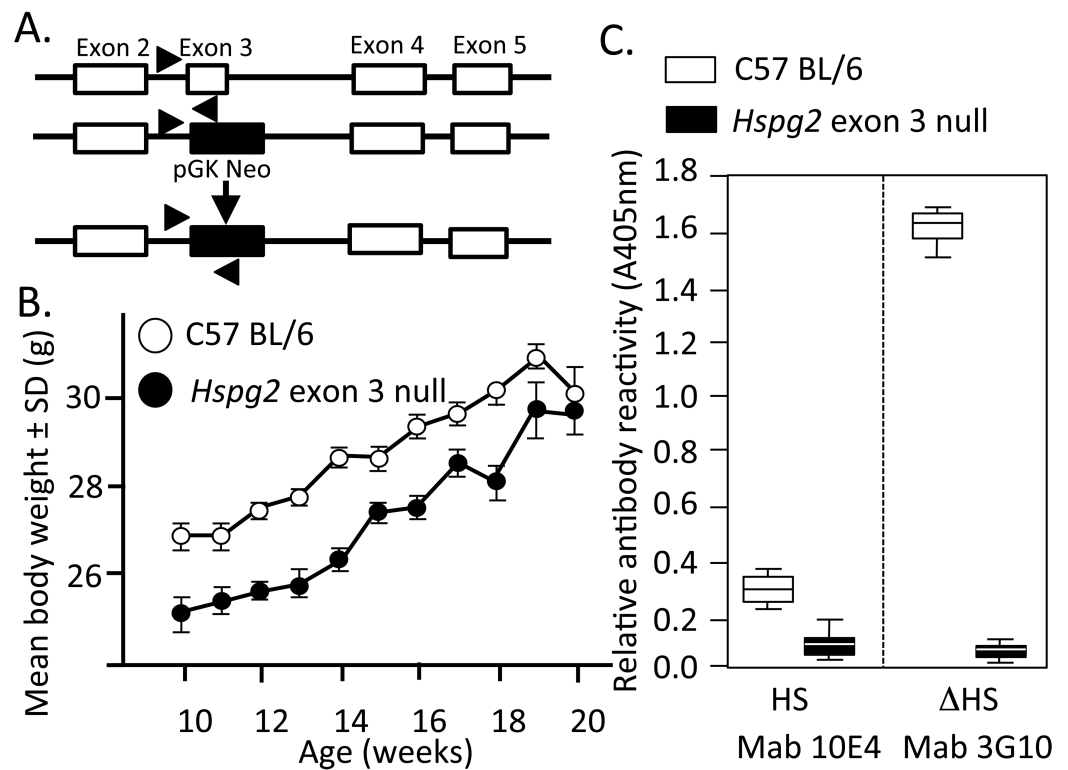 A.
Exon 2
Exon 3
Exon 4
Exon 5
pGK Neo
B.
C57 BL/6
Hspg2 exon 3 null
Mean body weight ± SD (g)
30
28
26
10 12 14 16 18 20
Age (weeks)
C.
C57 BL/6
Hspg2 exon 3 null
Relative antibody reactivity (A405nm)
1.8
1.6
1.4
1.2
1.0
0.8
0.6
0.4
0.2
0.0
HS ΔHS
Mab 10E4 Mab 3G10